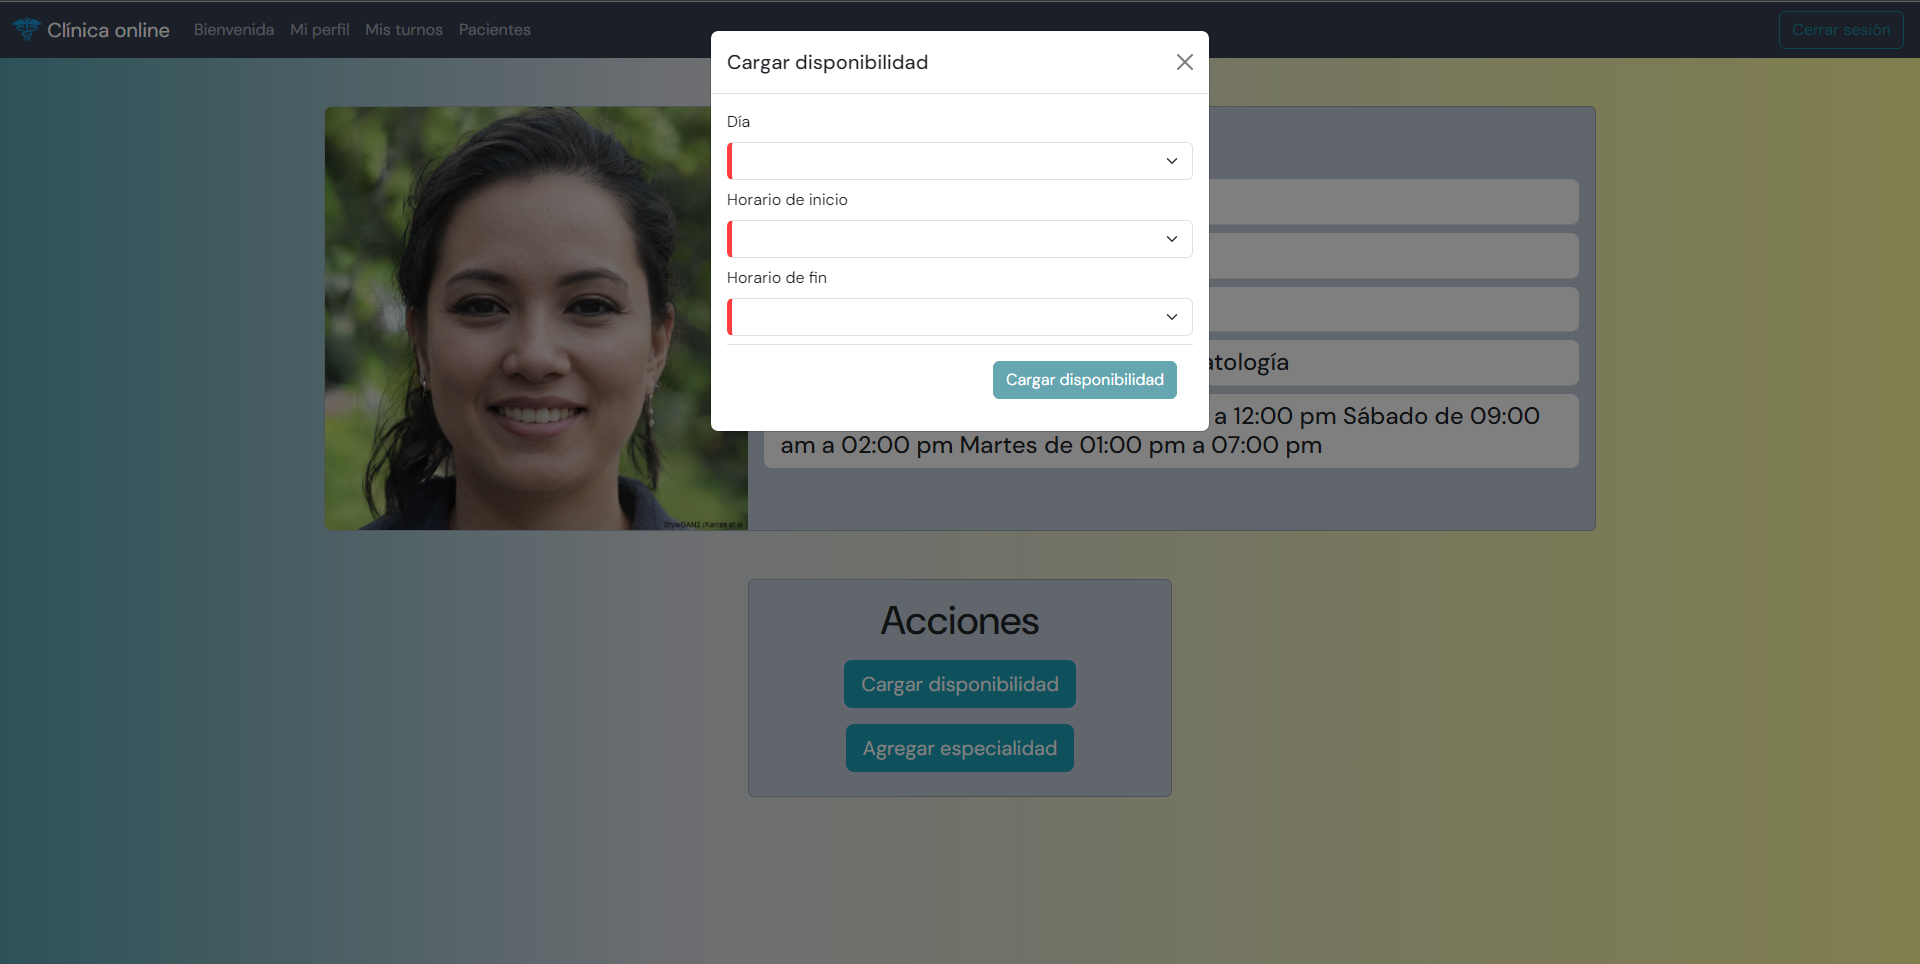 Clínica online Bienvenida Mi perfil Mis turnos Pacientes Cerrar sesión
Cargar disponibilidad
Día
Horario de inicio
Horario de fin
Cargar disponibilidad
a 12:00 pm Sábado de 09:00
am a 02:00 pm Martes de 01:00 pm a 07:00 pm
StyleGAN2 (Karras et al.)
Acciones
Cargar disponibilidad
Agregar especialidad